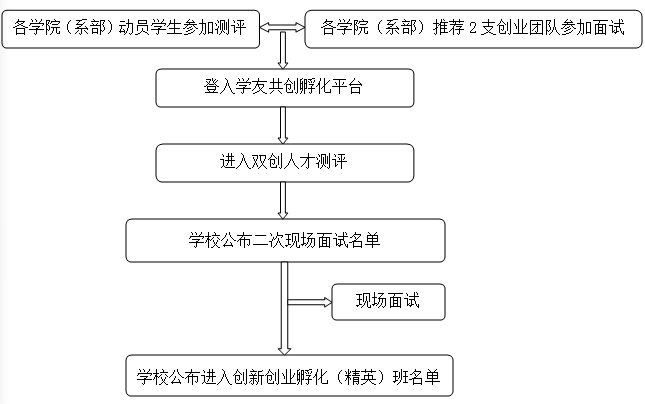 各学院（系部）动员学生参加测评
各学院（系部）推荐2支创业团队参加面试
登入学友共创孵化平台
进入双创人才测评
学校公布二次现场面试名单
现场面试
学校公布进入创新创业孵化（精英）班名单